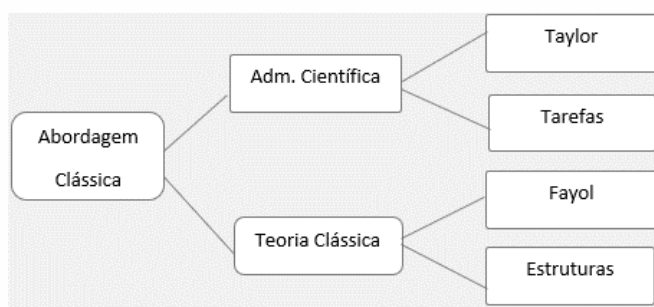 Abordagem
Clássica
Adm. Científica
Teoria Clássica
Taylor
Tarefas
Fayol
Estruturas